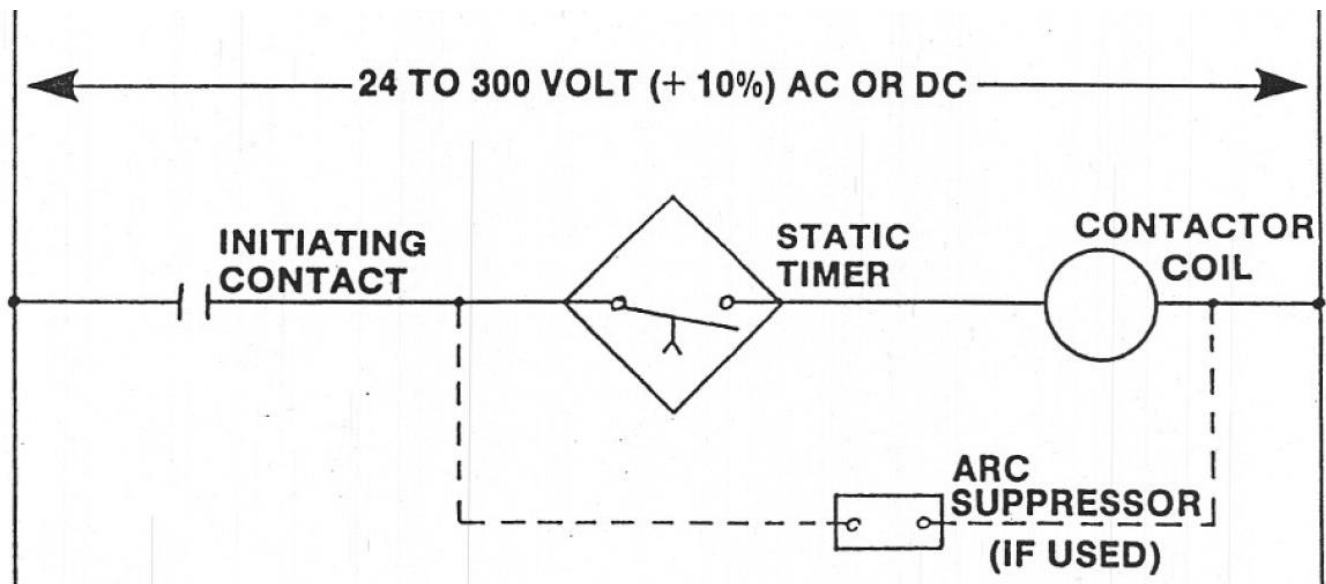 24 TO 300 VOLT (+ 10%) AC OR DC
INITIATING
CONTACT
STATIC
TIMER
CONTACTOR
COIL
ARC
SUPPRESSOR
(IF USED)